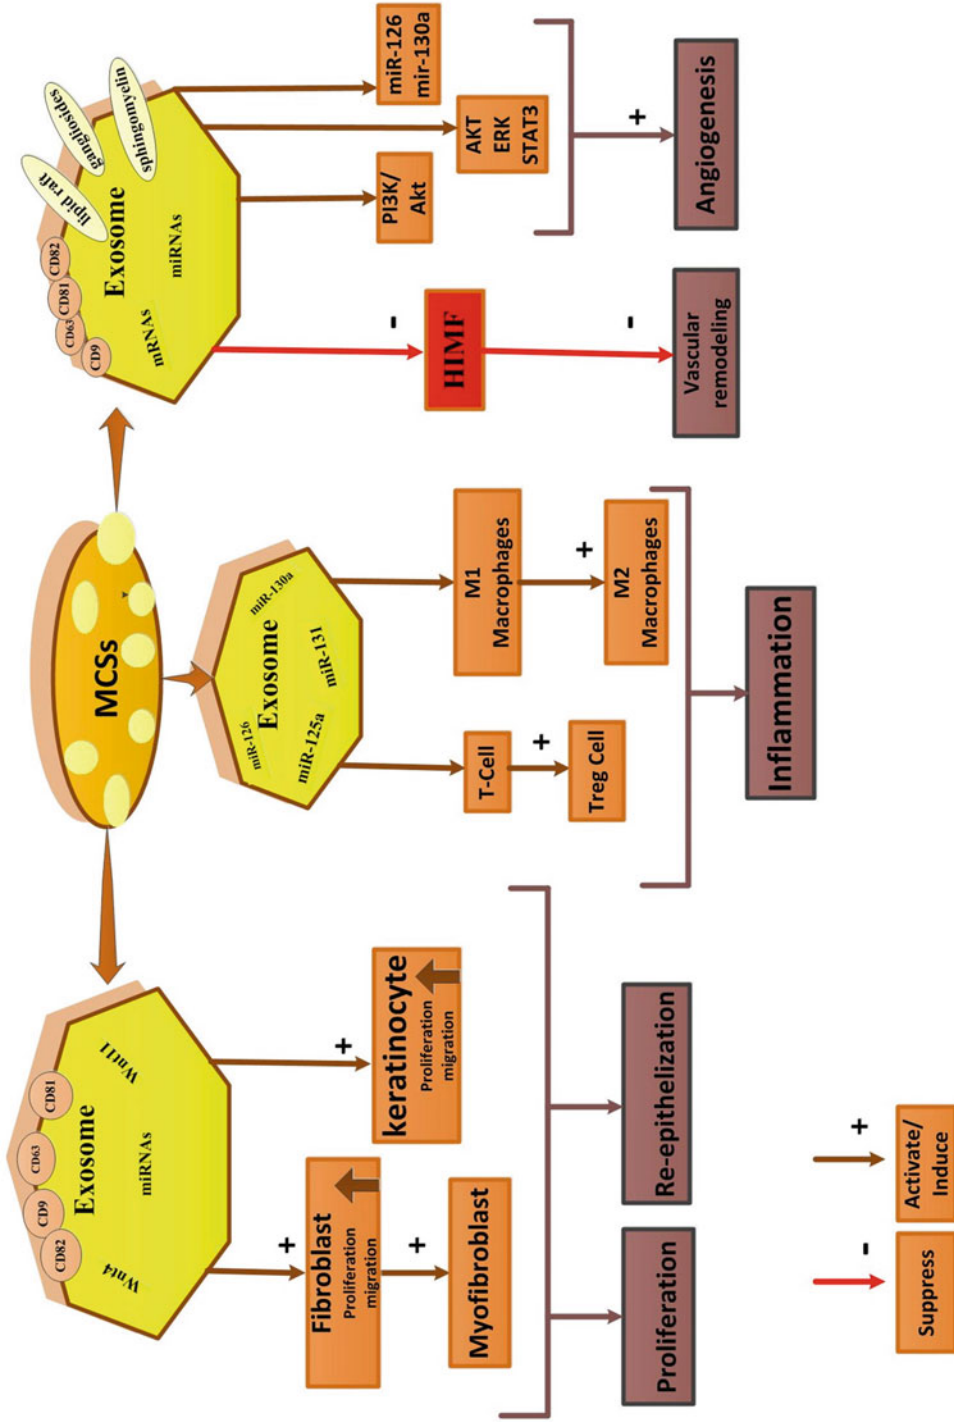 MCSs
CD82
CD9
CD63
CD81
Exosome
Wnt4
Wnt11
miRNAs
+
Fibroblast
Proliferation
migration
+
Myofibroblast
+
keratinocyte
Proliferation
migration
Proliferation
Re-epithelization
miR-126
miR-130a
Exosome
miR-125a
miR-131
T-Cell
+
Treg Cell
M1
Macrophages
+
M2
Macrophages
Inflammation
CD9
CD63
CD81
CD82
lipid raft
gangliosides
sphingomyelin
Exosome
mRNAs
miRNAs
-
HIMF
-
Vascular
remodeling
PI3K/
Akt
AKT
ERK
STAT3
miR-126
mir-130a
+
Angiogenesis
-
Suppress
+
Activate/
Induce